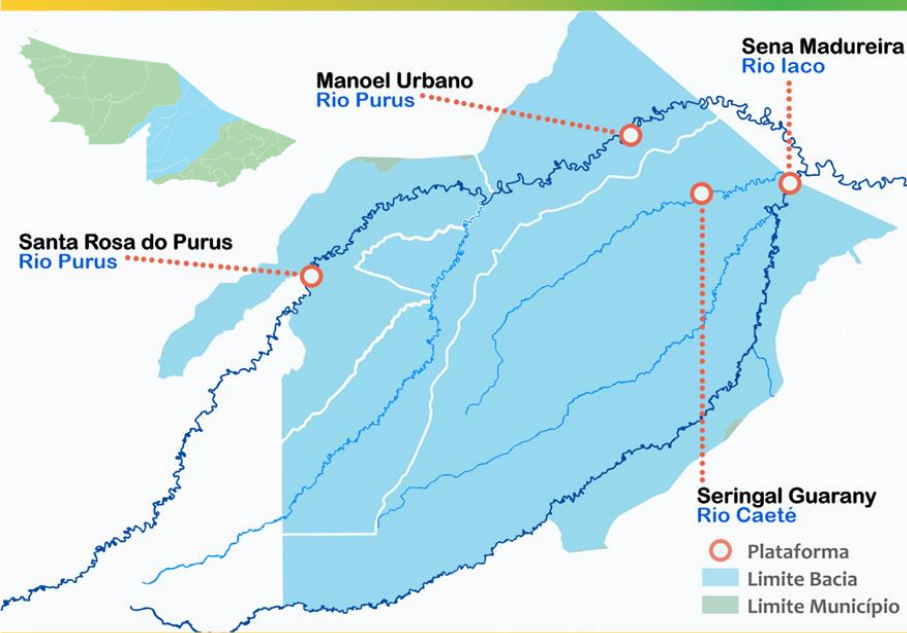 Sena Madureira
Rio Iaco
Manoel Urbano
Rio Purus
Santa Rosa do Purus
Rio Purus
Seringal Guarany
Rio Caeté
Plataforma
Limite Bacia
Limite Município